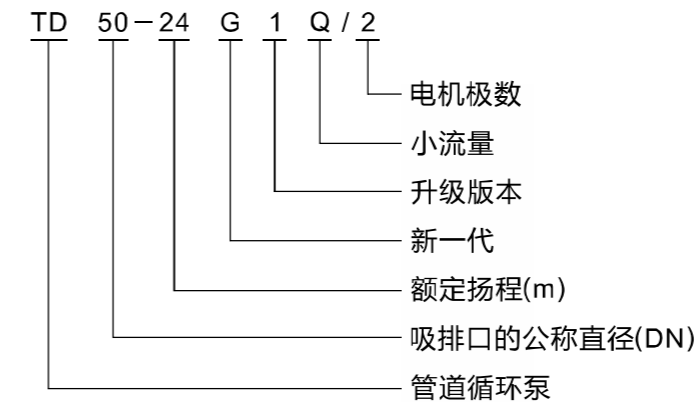 TD 50-24 G 1 Q / 2
电机极数
小流量
升级版本
新一代
额定扬程(m)
吸排口的公称直径(DN)
管道循环泵